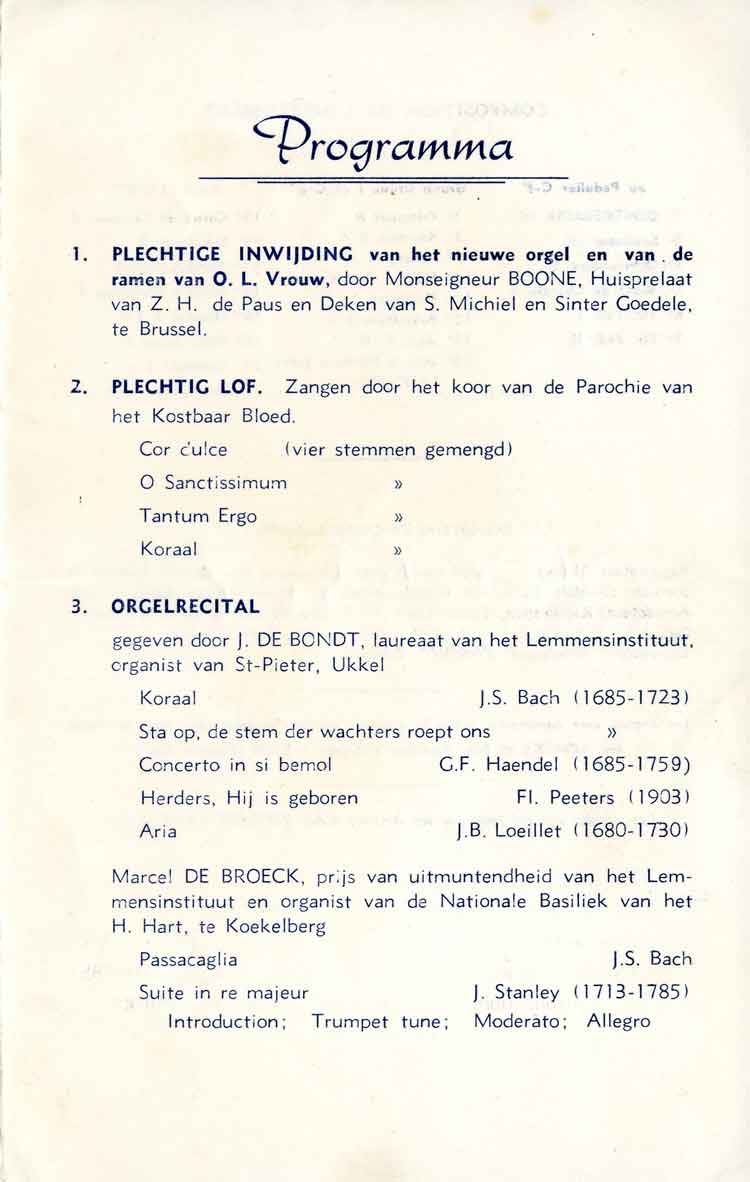 Programma
1. PLECHTIGE INWIJDING van het nieuwe orgel en van de
ramen van O. L. Vrouw, door Monseigneur BOONE, Huisprelaat
van Z. H. de Paus en Deken van S. Michiel en Sinter Goedele,
te Brussel.
2. PLECHTIG LOF. Zangen door het koor van de Parochie van
het Kostbaar Bloed.
Cor dulce (vier stemmen gemengd)
O Sanctissimum »
Tantum Ergo »
Koraal »
3. ORGELRECITAL
gegeven door J. DE BONDT, laureaat van het Lemmensinstituut,
organist van St-Pieter, Ukkel
Koraal J.S. Bach (1685-1723)
Sta op, de stem der wachters roept ons »
Concerto in si bemol G.F. Haendel (1685-1759)
Herders, Hij is geboren Fl. Peeters (1903)
Aria J.B. Loeillet (1680-1730)
Marcel DE BROECK, prijs van uitmuntendheid van het Lem-
mensinstituut en organist van de Nationale Basiliek van het
H. Hart, te Koekelberg
Passacaglia J.S. Bach
Suite in re majeur J. Stanley (1713-1785)
Introduction; Trumpet tune; Moderato; Allegro